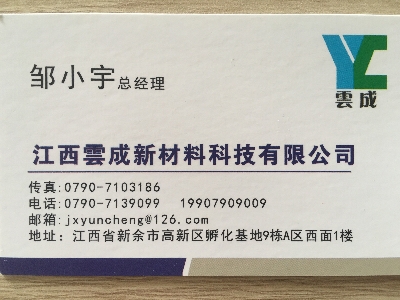 YC
雲成
邹小宇总经理
江西雲成新材料科技有限公司
传真:0790-7103186
电话:0790-7139099 19907909009
邮箱:jxyuncheng@126.com
地址: 江西省新余市高新区孵化基地9栋A区西面1楼